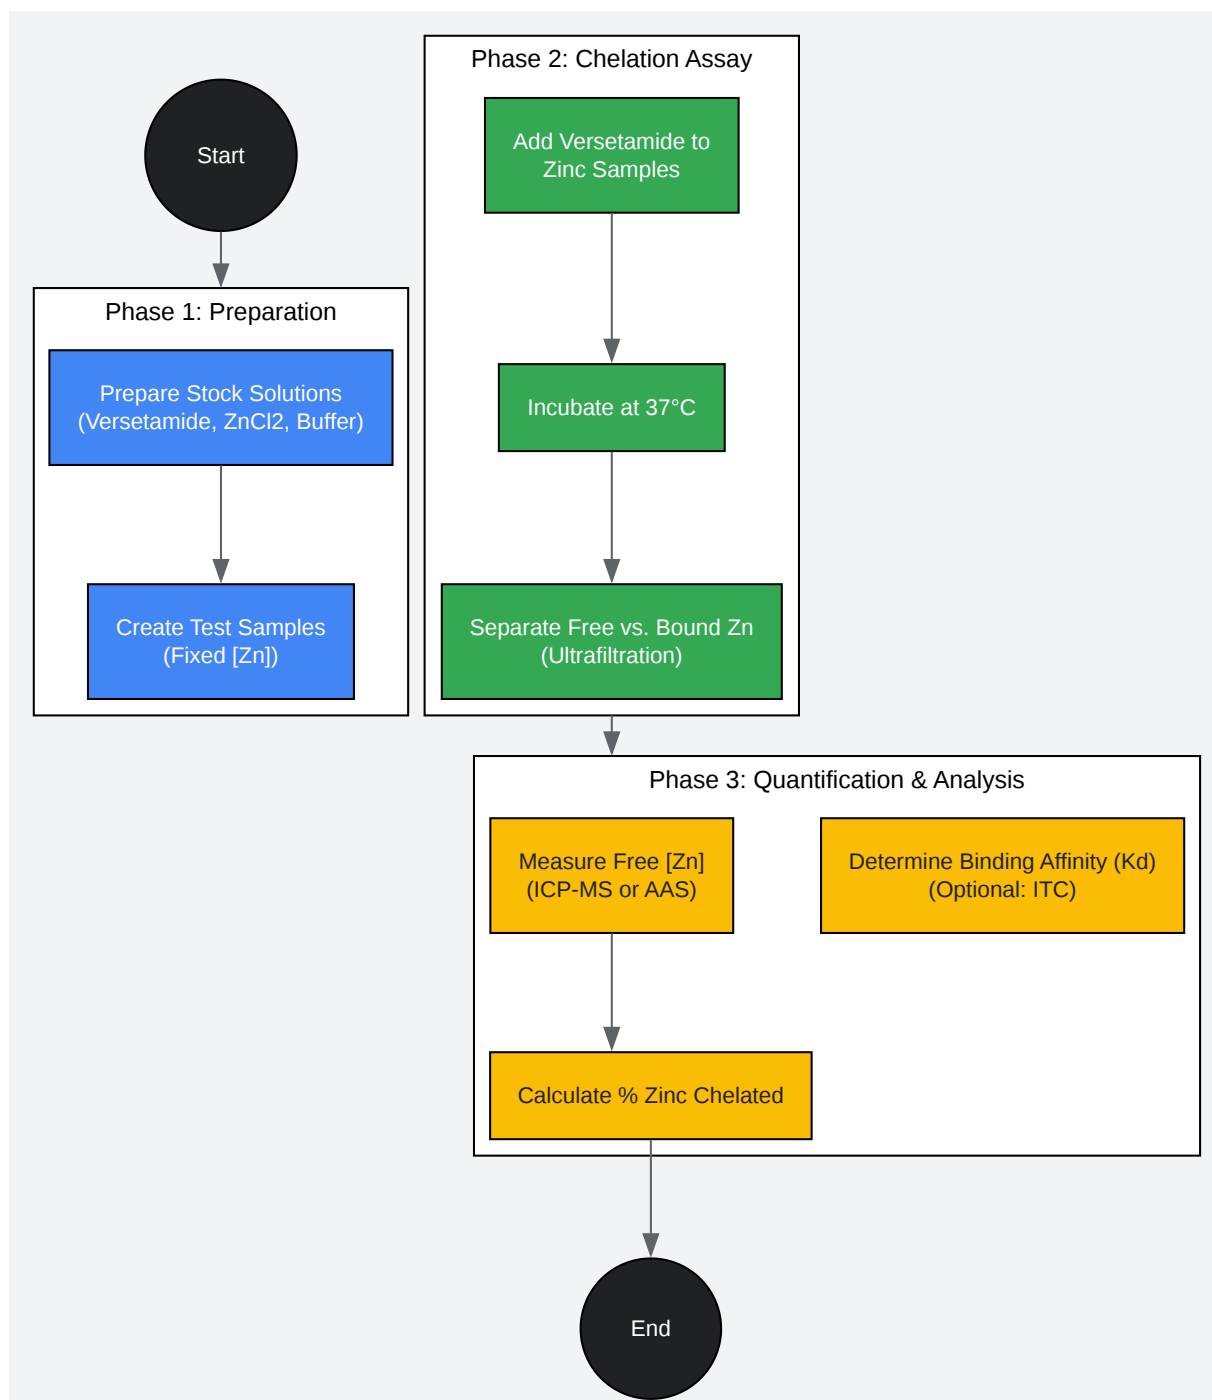 Start
Phase 1: Preparation
Prepare Stock Solutions
(Versetamide, ZnCl2, Buffer)
Create Test Samples
(Fixed [Zn])
Phase 2: Chelation Assay
Add Versetamide to
Zinc Samples
Incubate at 37°C
Separate Free vs. Bound Zn
(Ultrafiltration)
Phase 3: Quantification & Analysis
Measure Free [Zn]
(ICP-MS or AAS)
Determine Binding Affinity (Kd)
(Optional: ITC)
Calculate % Zinc Chelated
End